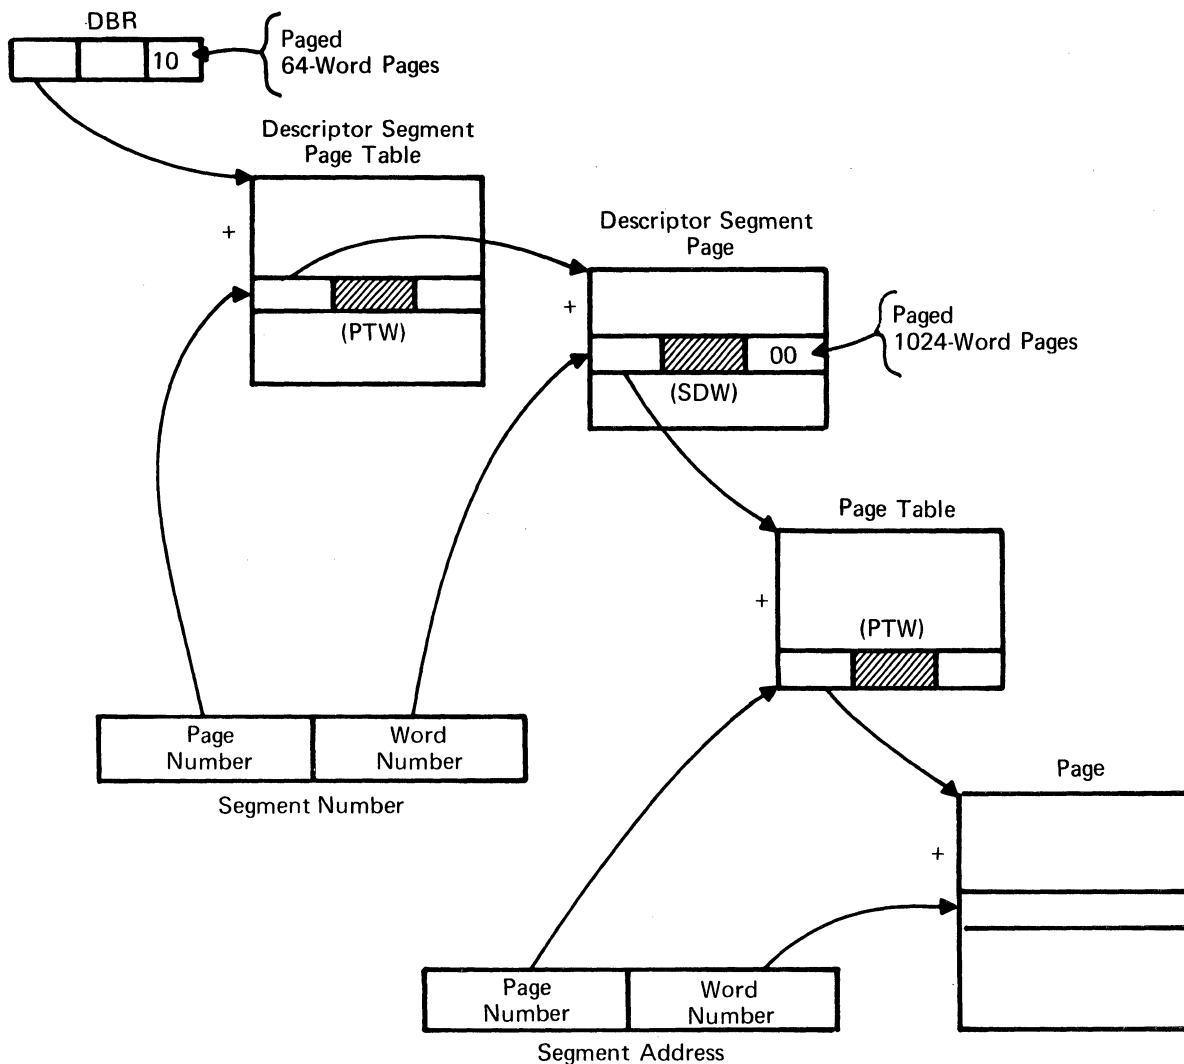 DBR
10
Paged
64-Word Pages
Descriptor Segment
Page Table
+
(PTW)
Descriptor Segment
Page
+
00
(SDW)
Paged
1024-Word Pages
Page Table
+
(PTW)
Page
Number
Word
Number
Segment Number
Page
+
Page
Number
Word
Number
Segment Address